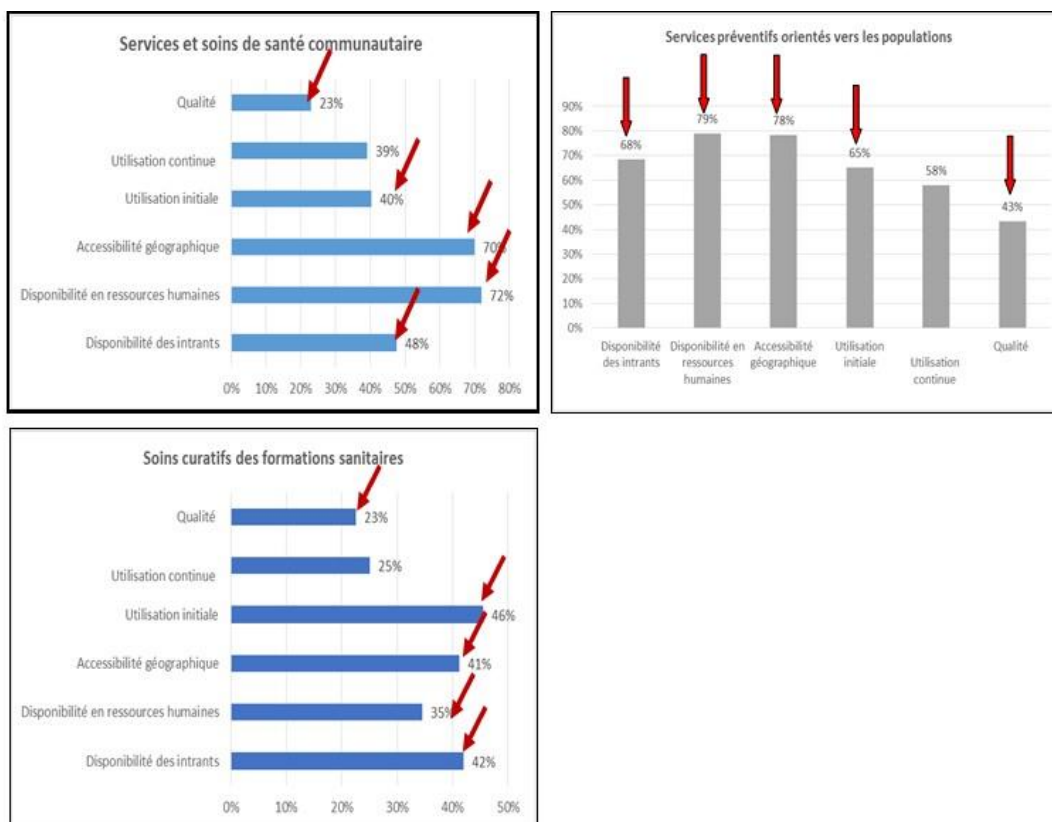 Services et soins de santé communautaire
Qualité
23%
Utilisation continue
39%
Utilisation initiale
40%
Accessibilité géographique
70%
Disponibilité en ressources humaines
72%
Disponibilité des intrants
48%
0% 10% 20% 30% 40% 50% 60% 70% 80%
Services préventifs orientés vers les populations
90%
80%
70%
60%
50%
40%
30%
20%
10%
0%
68%
79%
78%
65%
58%
43%
Disponibilité
des intrants
Disponibilité en
ressources
humaines
Accessibilité
géographique
Utilisation
initiale
Utilisation
continue
Qualité
Soins curatifs des formations sanitaires
Qualité
23%
Utilisation continue
25%
Utilisation initiale
46%
Accessibilité géographique
41%
Disponibilité en ressources humaines
35%
Disponibilité des intrants
42%
0% 10% 20% 30% 40% 50%